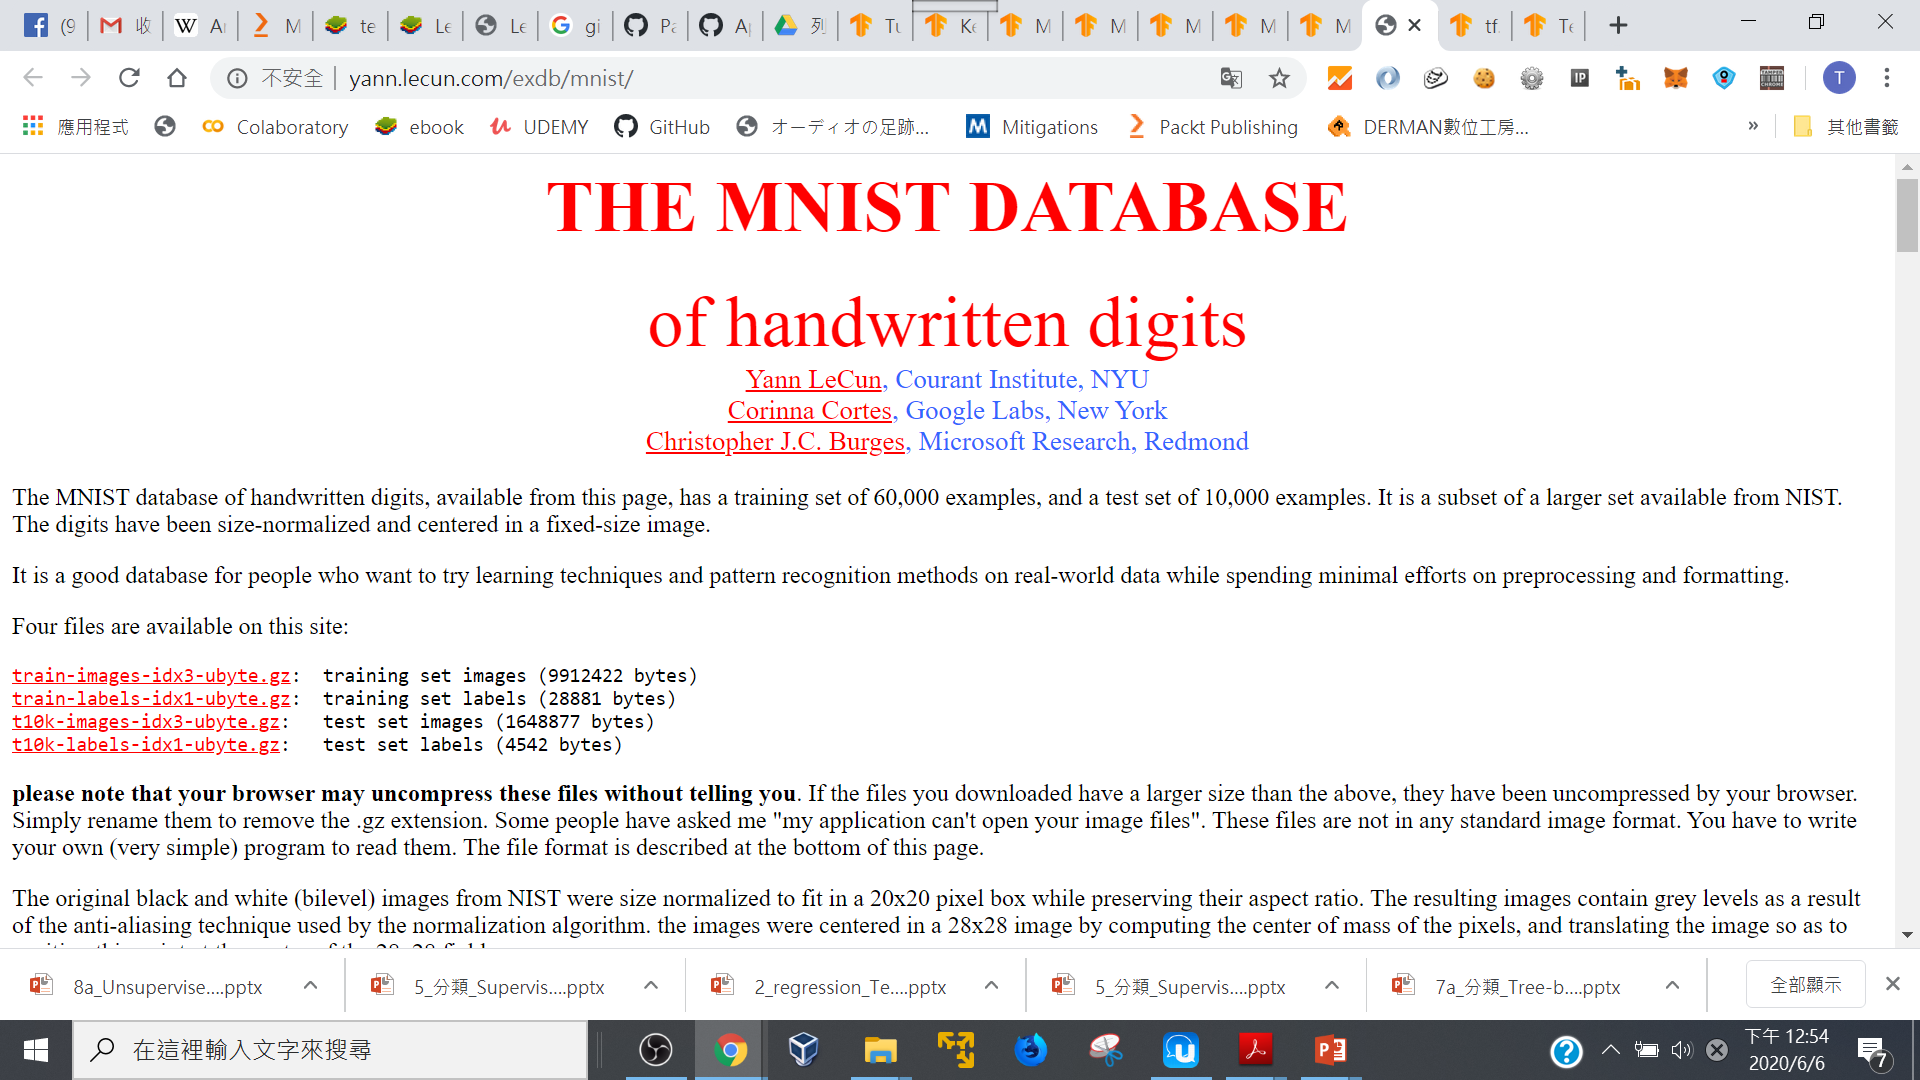 (9
收
W
Aı
M
te
Le
Le
gi
Pa
A
列
Tu
Ke
M
M
M
M
M
tf.
Te
不安全 | yann.lecun.com/exdb/mnist/
IP
T
應用程式
Colaboratory
ebook
UDEMY
GitHub
オーディオの足跡...
Mitigations
Packt Publishing
DERMAN數位工房...
»
其他書籤
THE MNIST DATABASE
of handwritten digits
Yann LeCun, Courant Institute, NYU
Corinna Cortes, Google Labs, New York
Christopher J.C. Burges, Microsoft Research, Redmond
The MNIST database of handwritten digits, available from this page, has a training set of 60,000 examples, and a test set of 10,000 examples. It is a subset of a larger set available from NIST.
The digits have been size-normalized and centered in a fixed-size image.
It is a good database for people who want to try learning techniques and pattern recognition methods on real-world data while spending minimal efforts on preprocessing and formatting.
Four files are available on this site:
train-images-idx3-ubyte.gz: training set images (9912422 bytes)
train-labels-idx1-ubyte.gz: training set labels (28881 bytes)
t10k-images-idx3-ubyte.gz: test set images (1648877 bytes)
t10k-labels-idx1-ubyte.gz: test set labels (4542 bytes)
please note that your browser may uncompress these files without telling you. If the files you downloaded have a larger size than the above, they have been uncompressed by your browser.
Simply rename them to remove the .gz extension. Some people have asked me "my application can't open your image files". These files are not in any standard image format. You have to write
your own (very simple) program to read them. The file format is described at the bottom of this page.
The original black and white (bilevel) images from NIST were size normalized to fit in a 20x20 pixel box while preserving their aspect ratio. The resulting images contain grey levels as a result
of the anti-aliasing technique used by the normalization algorithm. the images were centered in a 28x28 image by computing the center of mass of the pixels, and translating the image so as to
8a_Unsupervise....pptx
5_分類_Supervis....pptx
2_regression_Te....pptx
5_分類_Supervis....pptx
7a_分類_Tree-b....pptx
全部顯示
在這裡輸入文字來搜尋
下午 12:54
2020/6/6
7